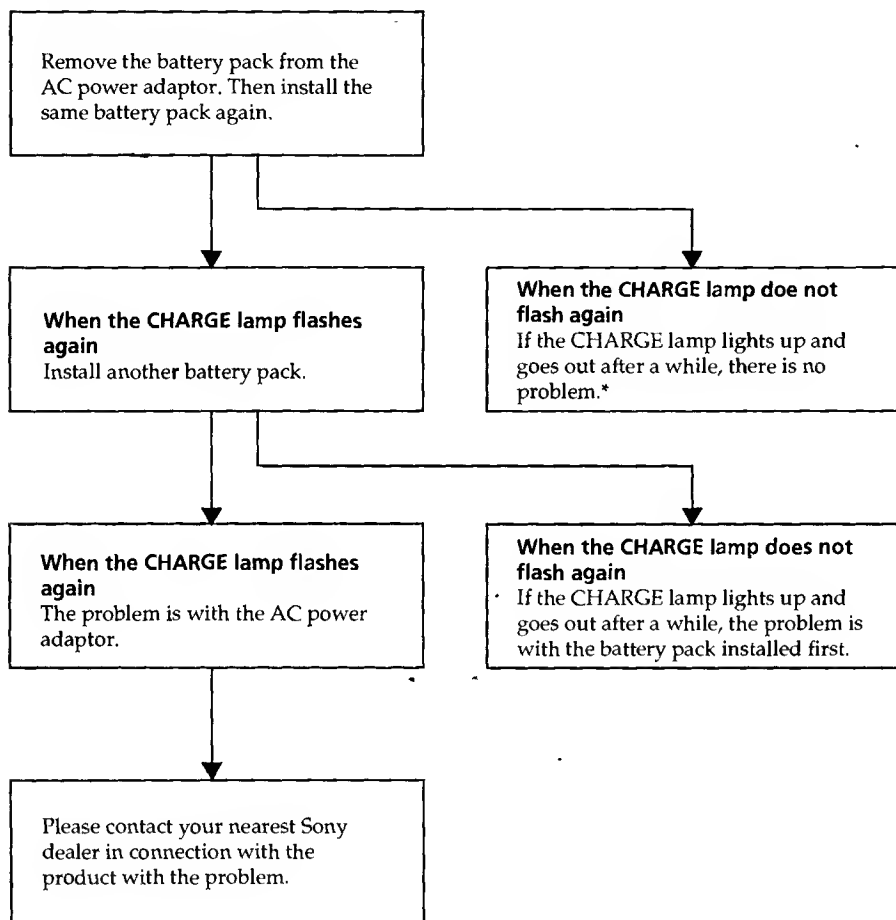 Remove the battery pack from the
AC power adaptor. Then install the
same battery pack again.
When the CHARGE lamp flashes
again
Install another battery pack.
When the CHARGE lamp doe not
flash again
If the CHARGE lamp lights up and
goes out after a while, there is no
problem.*
When the CHARGE lamp flashes
again
The problem is with the AC power
adaptor.
When the CHARGE lamp does not
flash again
If the CHARGE lamp lights up and
goes out after a while, the problem is
with the battery pack installed first.
Please contact your nearest Sony
dealer in connection with the
product with the problem.